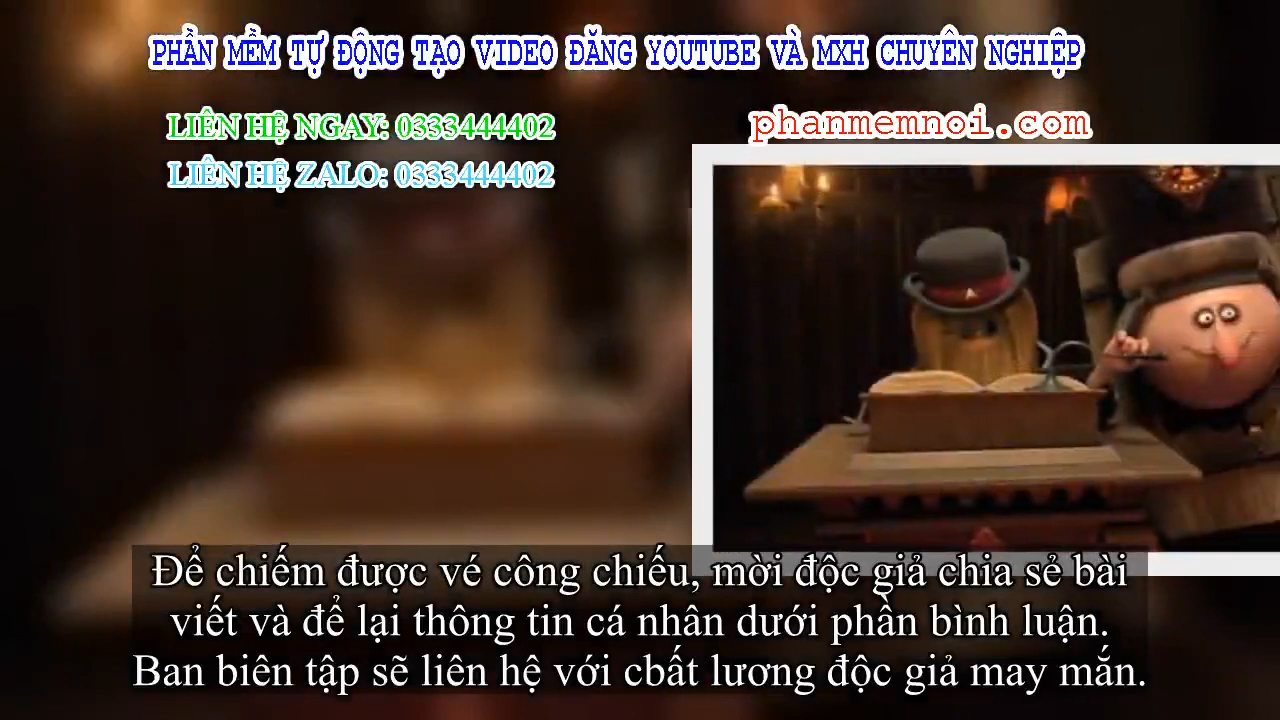 PHẦN MỀM TỰ ĐỘNG TẠO VIDEO ĐĂNG YOUTUBE VÀ MXH CHUYÊN NGHIỆP
LIÊN HỆ NGAY: 0333444402
phanmemnoi.com
LIÊN HỆ ZALO: 0333444402
Để chiếm được vé công chiếu, mời độc giả chia sẻ bài
viết và để lại thông tin cá nhân dưới phần bình luận.
Ban biên tập sẽ liên hệ với cbất lương độc giả may mắn.